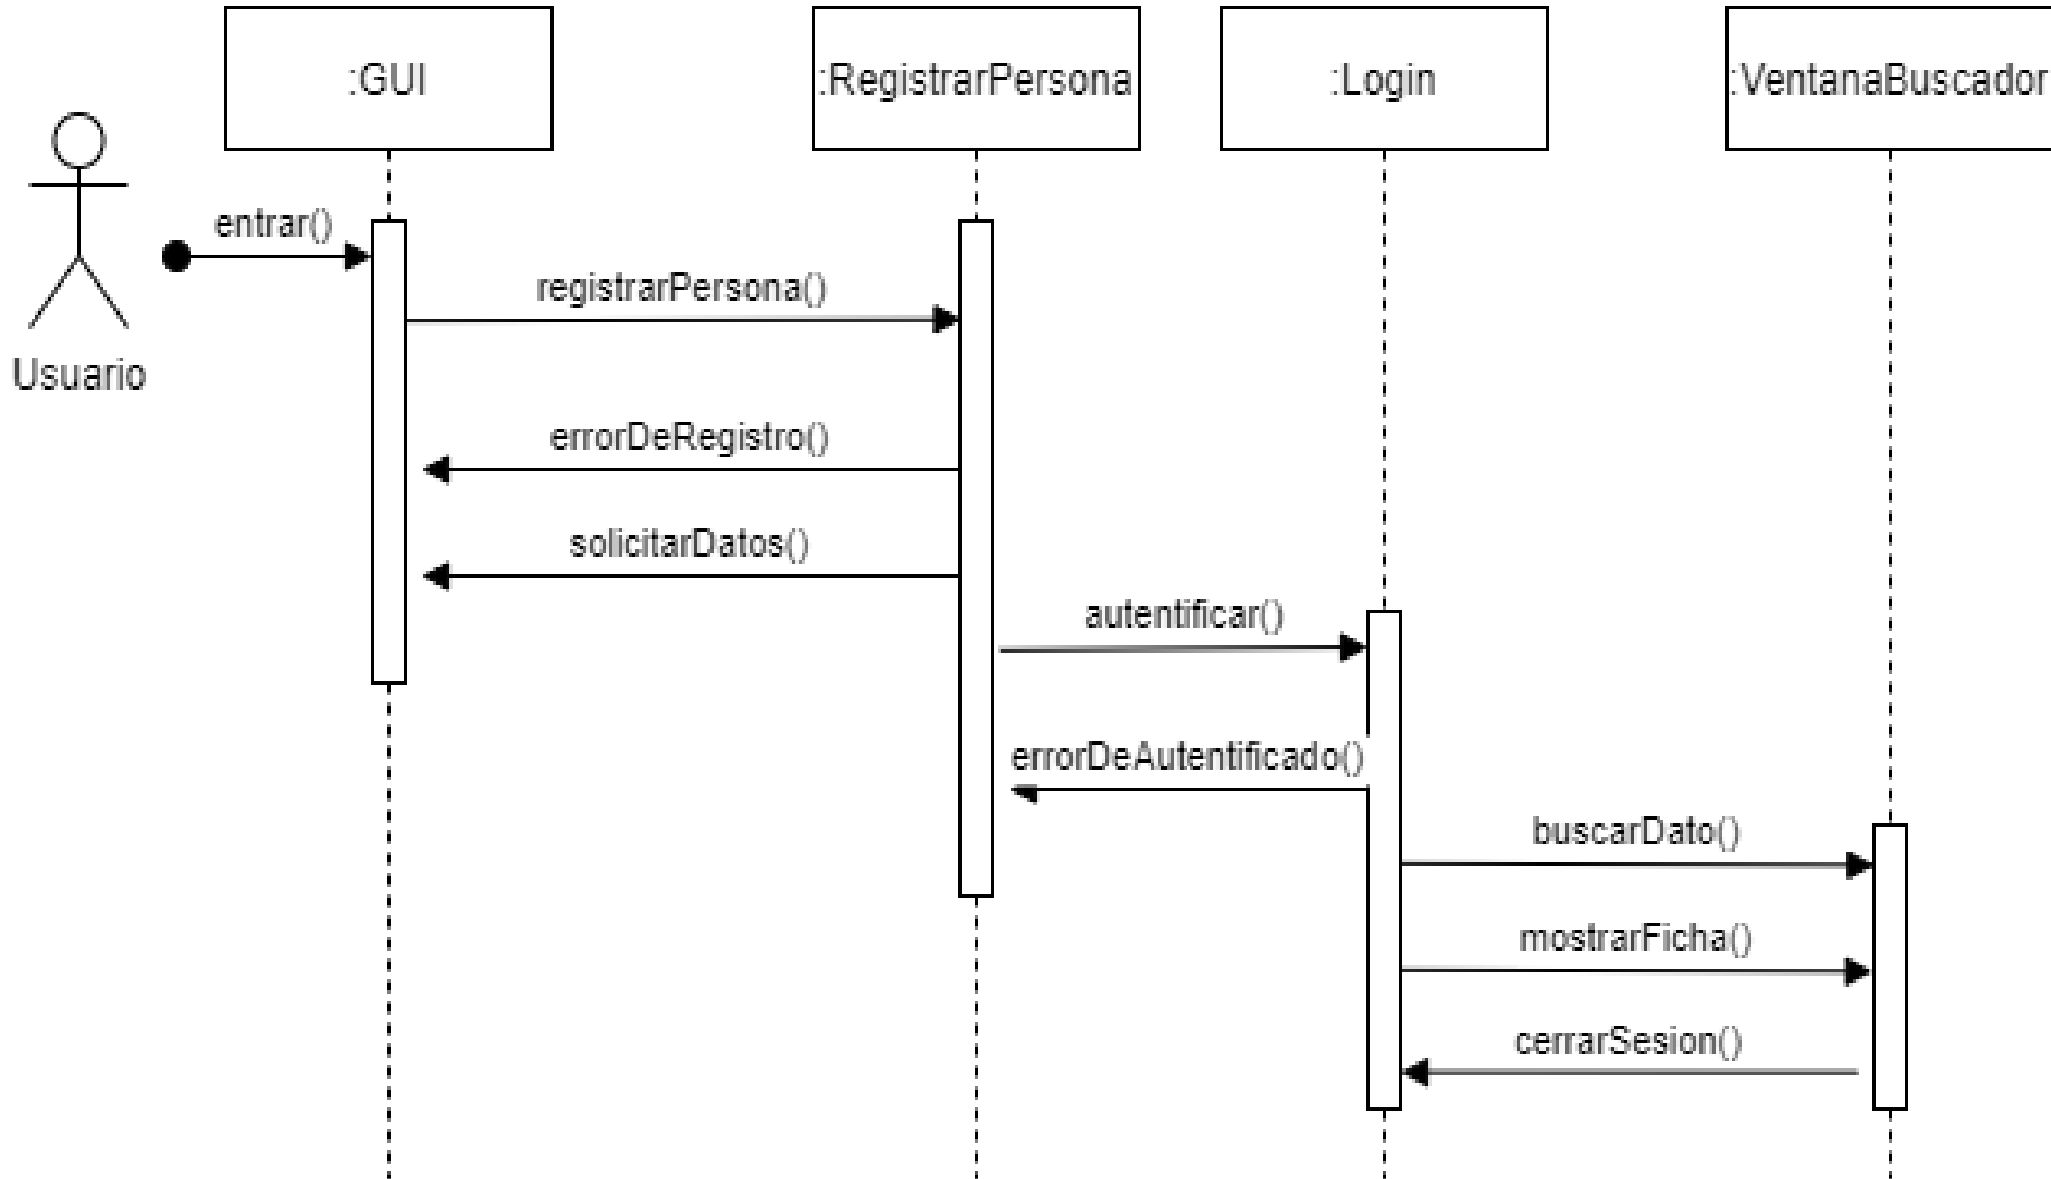 :GUI
:RegistrarPersona
:Login
:VentanaBuscador
entrar()
registrarPersona()
Usuario
errorDeRegistro()
solicitarDatos()
autentificar()
errorDeAutentificado()
buscarDato()
mostrarFicha()
cerrarSesion()